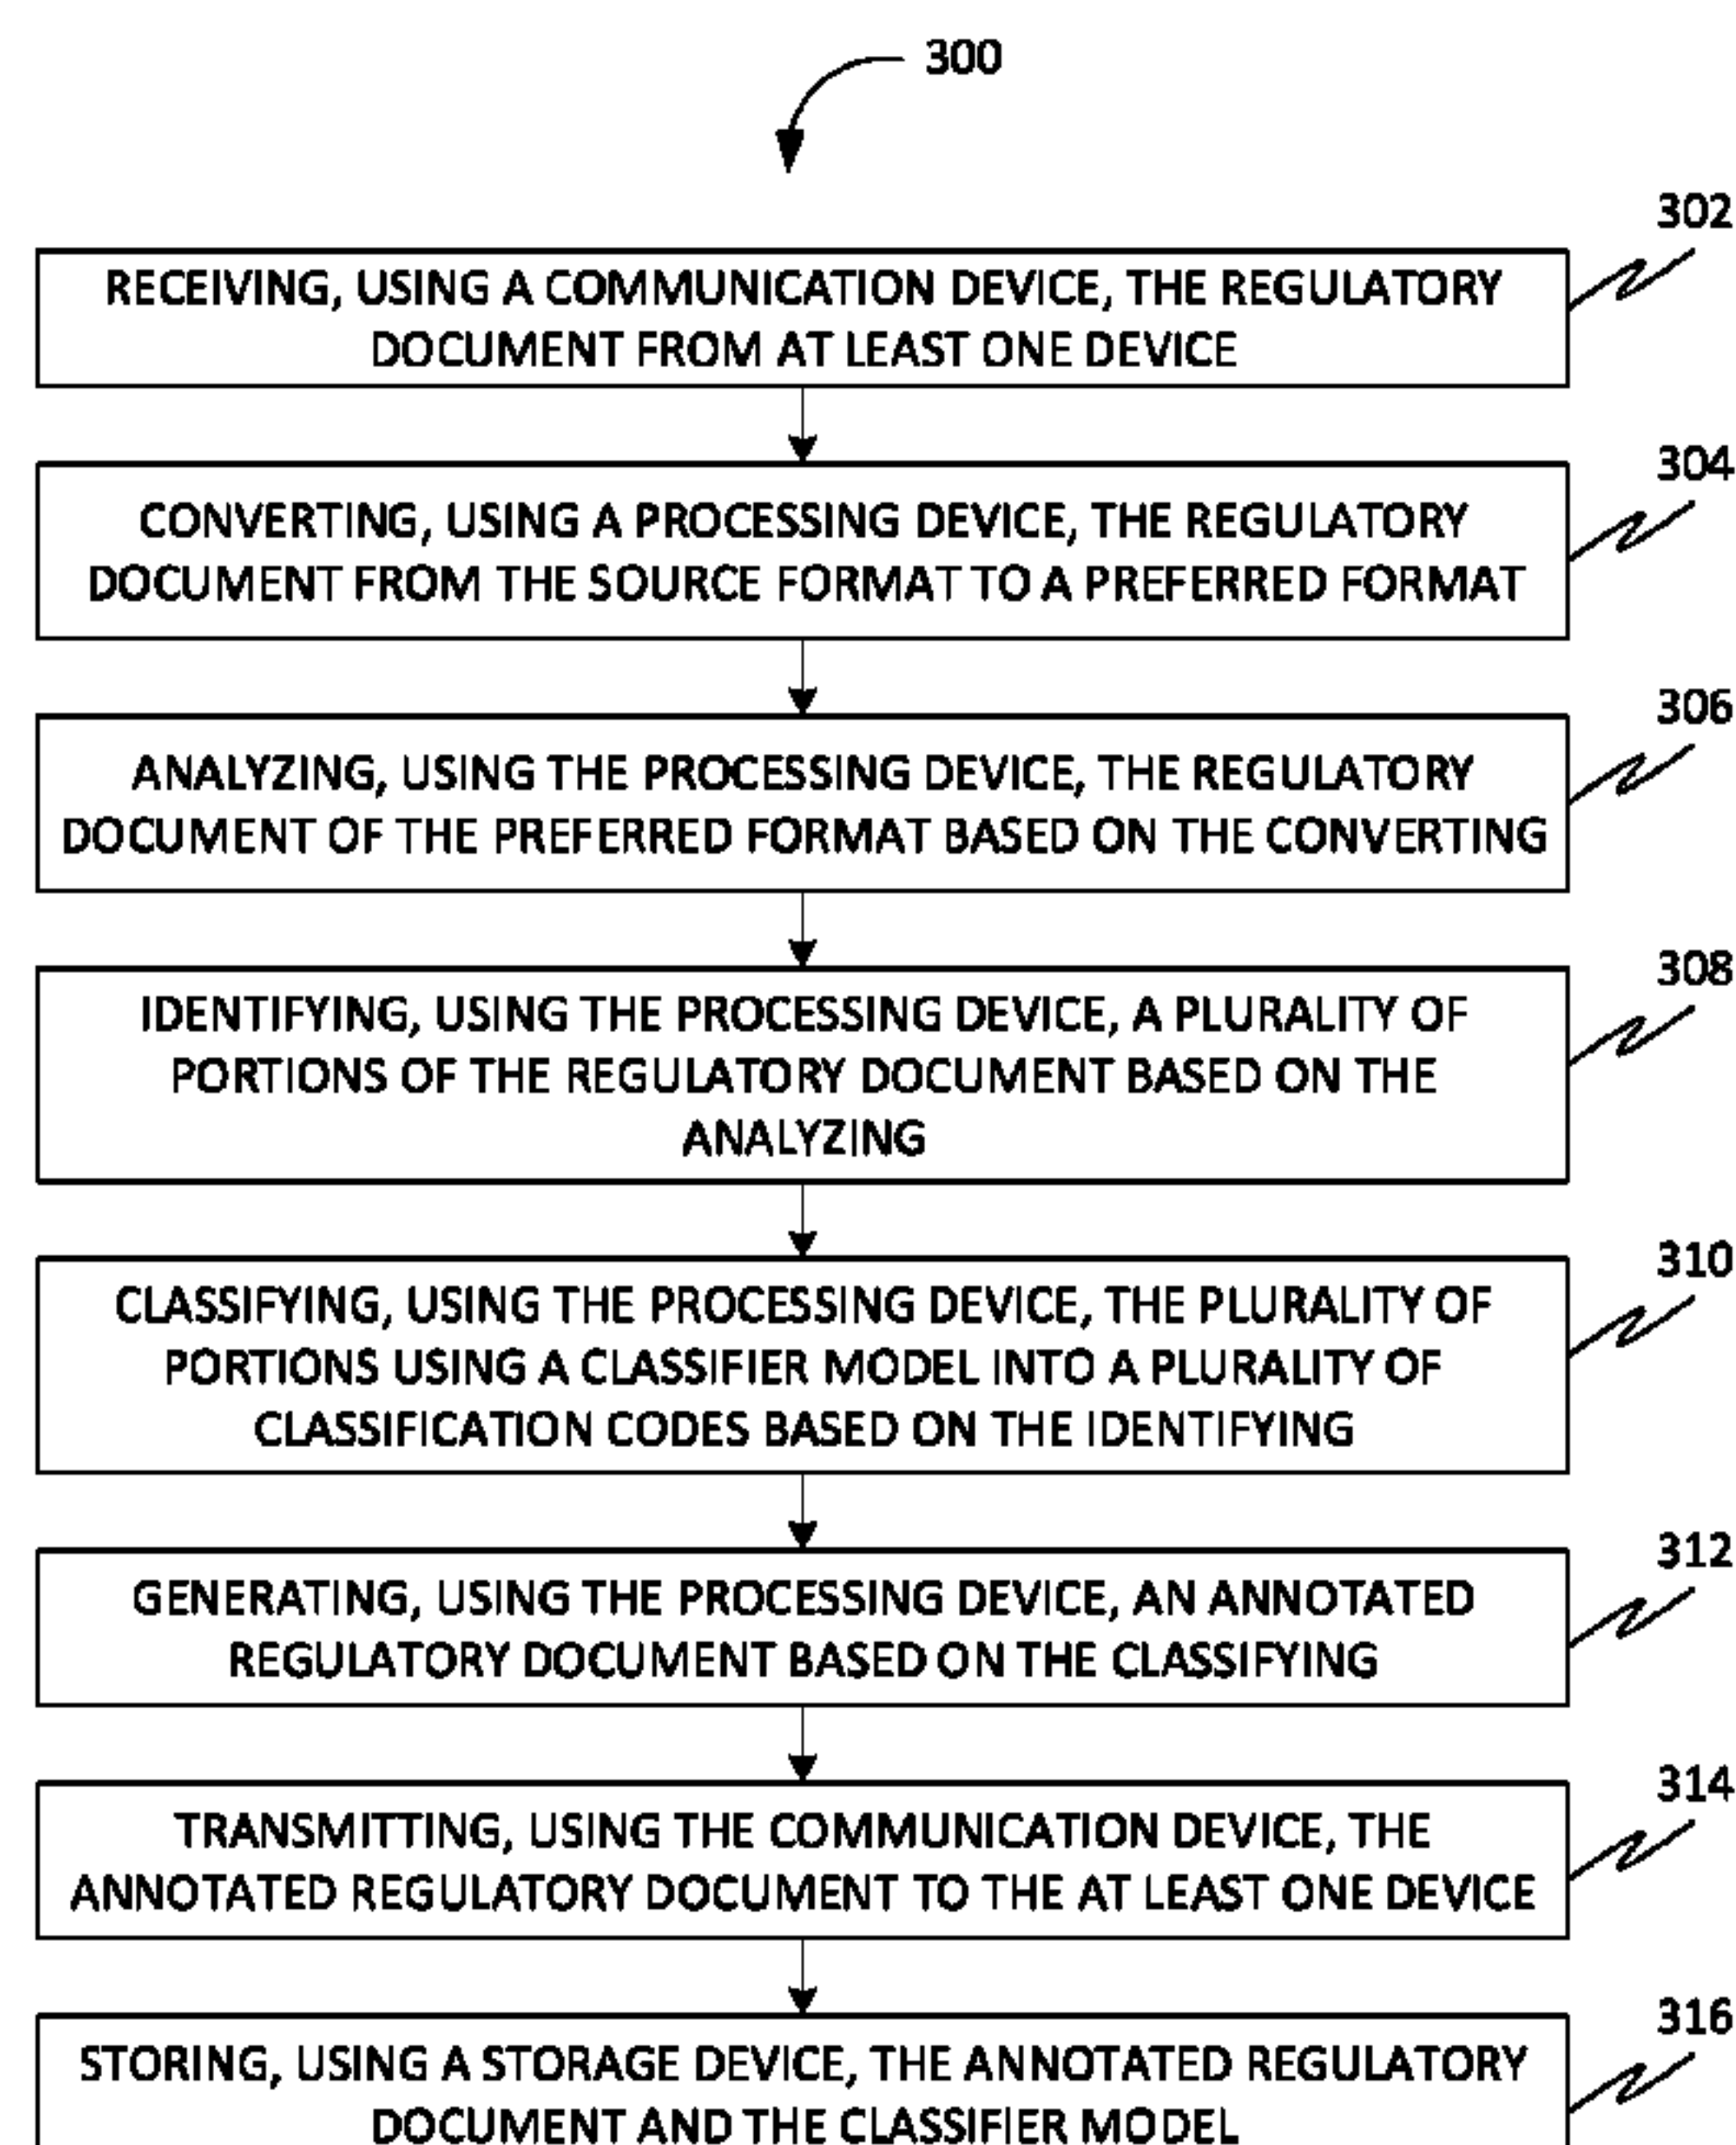 300
302
RECEIVING, USING A COMMUNICATION DEVICE, THE REGULATORY
DOCUMENT FROM AT LEAST ONE DEVICE
304
CONVERTING, USING A PROCESSING DEVICE, THE REGULATORY
DOCUMENT FROM THE SOURCE FORMAT TO A PREFERRED FORMAT
306
ANALYZING, USING THE PROCESSING DEVICE, THE REGULATORY
DOCUMENT OF THE PREFERRED FORMAT BASED ON THE CONVERTING
308
IDENTIFYING, USING THE PROCESSING DEVICE, A PLURALITY OF
PORTIONS OF THE REGULATORY DOCUMENT BASED ON THE
ANALYZING
310
CLASSIFYING, USING THE PROCESSING DEVICE, THE PLURALITY OF
PORTIONS USING A CLASSIFIER MODEL INTO A PLURALITY OF
CLASSIFICATION CODES BASED ON THE IDENTIFYING
312
GENERATING, USING THE PROCESSING DEVICE, AN ANNOTATED
REGULATORY DOCUMENT BASED ON THE CLASSIFYING
314
TRANSMITTING, USING THE COMMUNICATION DEVICE, THE
ANNOTATED REGULATORY DOCUMENT TO THE AT LEAST ONE DEVICE
316
STORING, USING A STORAGE DEVICE, THE ANNOTATED REGULATORY
DOCUMENT AND THE CLASSIFIER MODEL